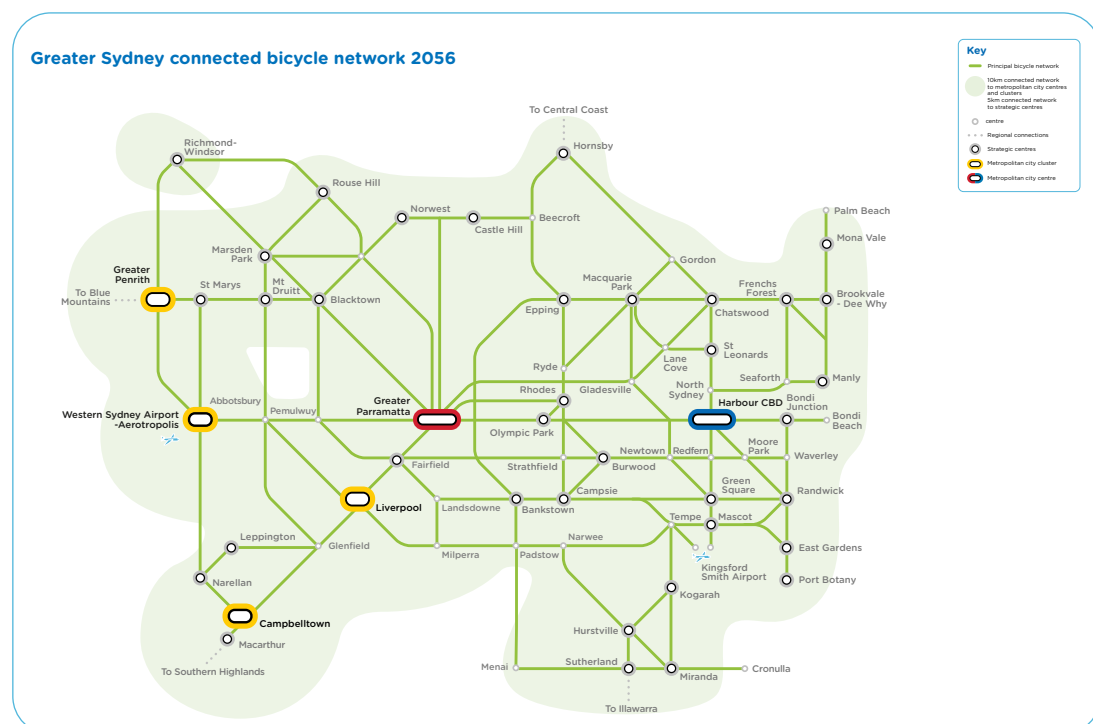 Greater Sydney connected bicycle network 2056
Key
Principal bicycle network
10km connected network
to metropolitan city centres
and clusters
5km connected network
to strategic centres
centre
Regional connections
Strategic centres
Metropolitan city cluster
Metropolitan city centre
To Central Coast
Hornsby
Richmond-
Windsor
Rouse Hill
Norwest
Castle Hill
Beecroft
Palm Beach
Mona Vale
Marsden
Park
Gordon
Greater
Penrith
To Blue
Mountains
St Marys
Mt
Druitt
Blacktown
Epping
Macquarie
Park
Chatswood
Frenchs
Forest
Brookvale
- Dee Why
St
Leonards
Lane
Cove
Ryde
Rhodes
Gladesville
North
Sydney
Seaforth
Manly
Abbotsbury
Pemulwuy
Western Sydney Airport
-Aerotropolis
Greater
Parramatta
Olympic Park
Harbour CBD
Bondi
Junction
Bondi
Beach
Fairfield
Strathfield
Burwood
Newtown
Redfern
Moore
Park
Waverley
Liverpool
Landsdowne
Bankstown
Campsie
Green
Square
Randwick
Tempe
Mascot
Leppington
Glenfield
Milperra
Padstow
Narwee
Kingsford
Smith Airport
East Gardens
Narellan
Kogarah
Port Botany
Campbelltown
Macarthur
To Southern Highlands
Hurstville
Menai
Sutherland
Miranda
Cronulla
To Illawarra